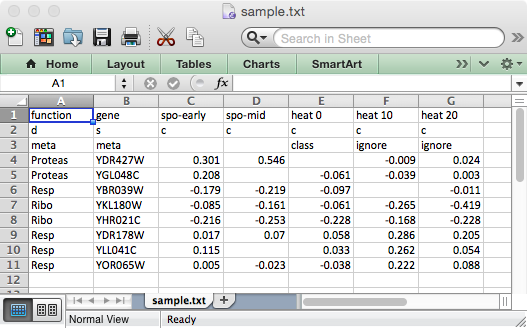 sample.txt
Search in Sheet
Home Layout Tables Charts SmartArt
A1 fx
A B C D E F G
1 function gene spo-early spo-mid heat 0 heat 10 heat 20
2 d s c c c c c
3 meta meta class ignore ignore
4 Proteas YDR427W 0.301 0.546 -0.009 0.024
5 Proteas YGL048C 0.208 -0.061 -0.039 0.003
6 Resp YBR039W -0.179 -0.219 -0.097 -0.011
7 Ribo YKL180W -0.085 -0.161 -0.061 -0.265 -0.419
8 Ribo YHR021C -0.216 -0.253 -0.228 -0.168 -0.228
9 Resp YDR178W 0.017 0.07 0.058 0.286 0.205
10 Resp YLL041C 0.115 0.033 0.262 0.054
11 Resp YOR065W 0.005 -0.023 -0.038 0.222 0.088
12
sample.txt
Normal View Ready